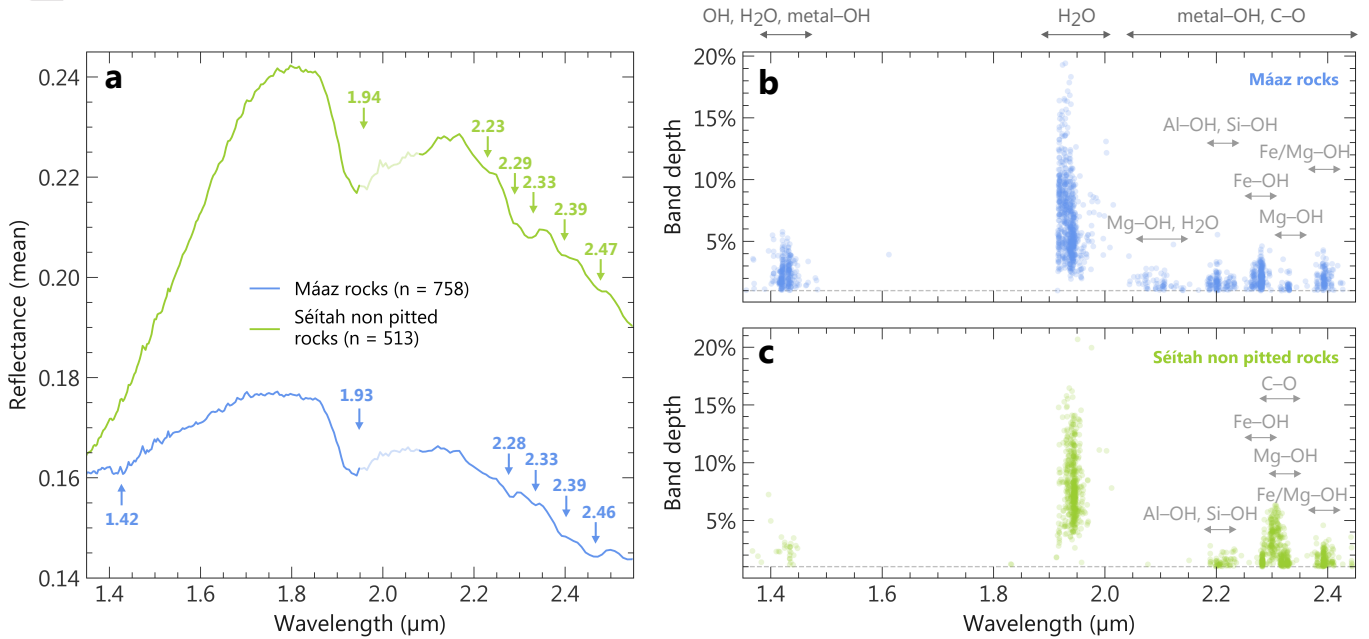 a
0.24
0.22
0.20
0.18
0.16
0.14
Reflectance (mean)
1.94
2.23
2.29
2.33
2.39
2.47
Máaz rocks (n = 758)
Séítah non pitted
rocks (n = 513)
1.93
2.28
2.33
2.39
2.46
1.42
1.4
1.6
1.8
2.0
2.2
2.4
Wavelength (μm)
OH, H₂O, metal–OH
H₂O
metal–OH, C–O
b
Máaz rocks
20%
15%
10%
5%
Band depth
Al–OH, Si–OH
Fe/Mg–OH
Fe–OH
Mg–OH, H₂O
Mg–OH
c
Séítah non pitted rocks
20%
15%
10%
5%
Band depth
C–O
Fe–OH
Mg–OH
Fe/Mg–OH
Al–OH, Si–OH
1.4
1.6
1.8
2.0
2.2
2.4
Wavelength (μm)